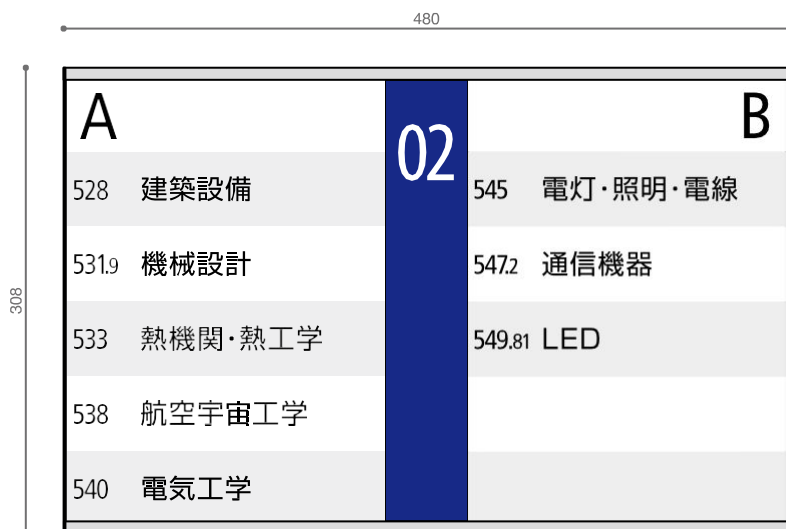 480
308
A
528 建築設備
531.9 機械設計
533 熱機関・熱工学
538 航空宇宙工学
540 電気工学
02
B
545 電灯・照明・電線
547.2 通信機器
549.81 LED